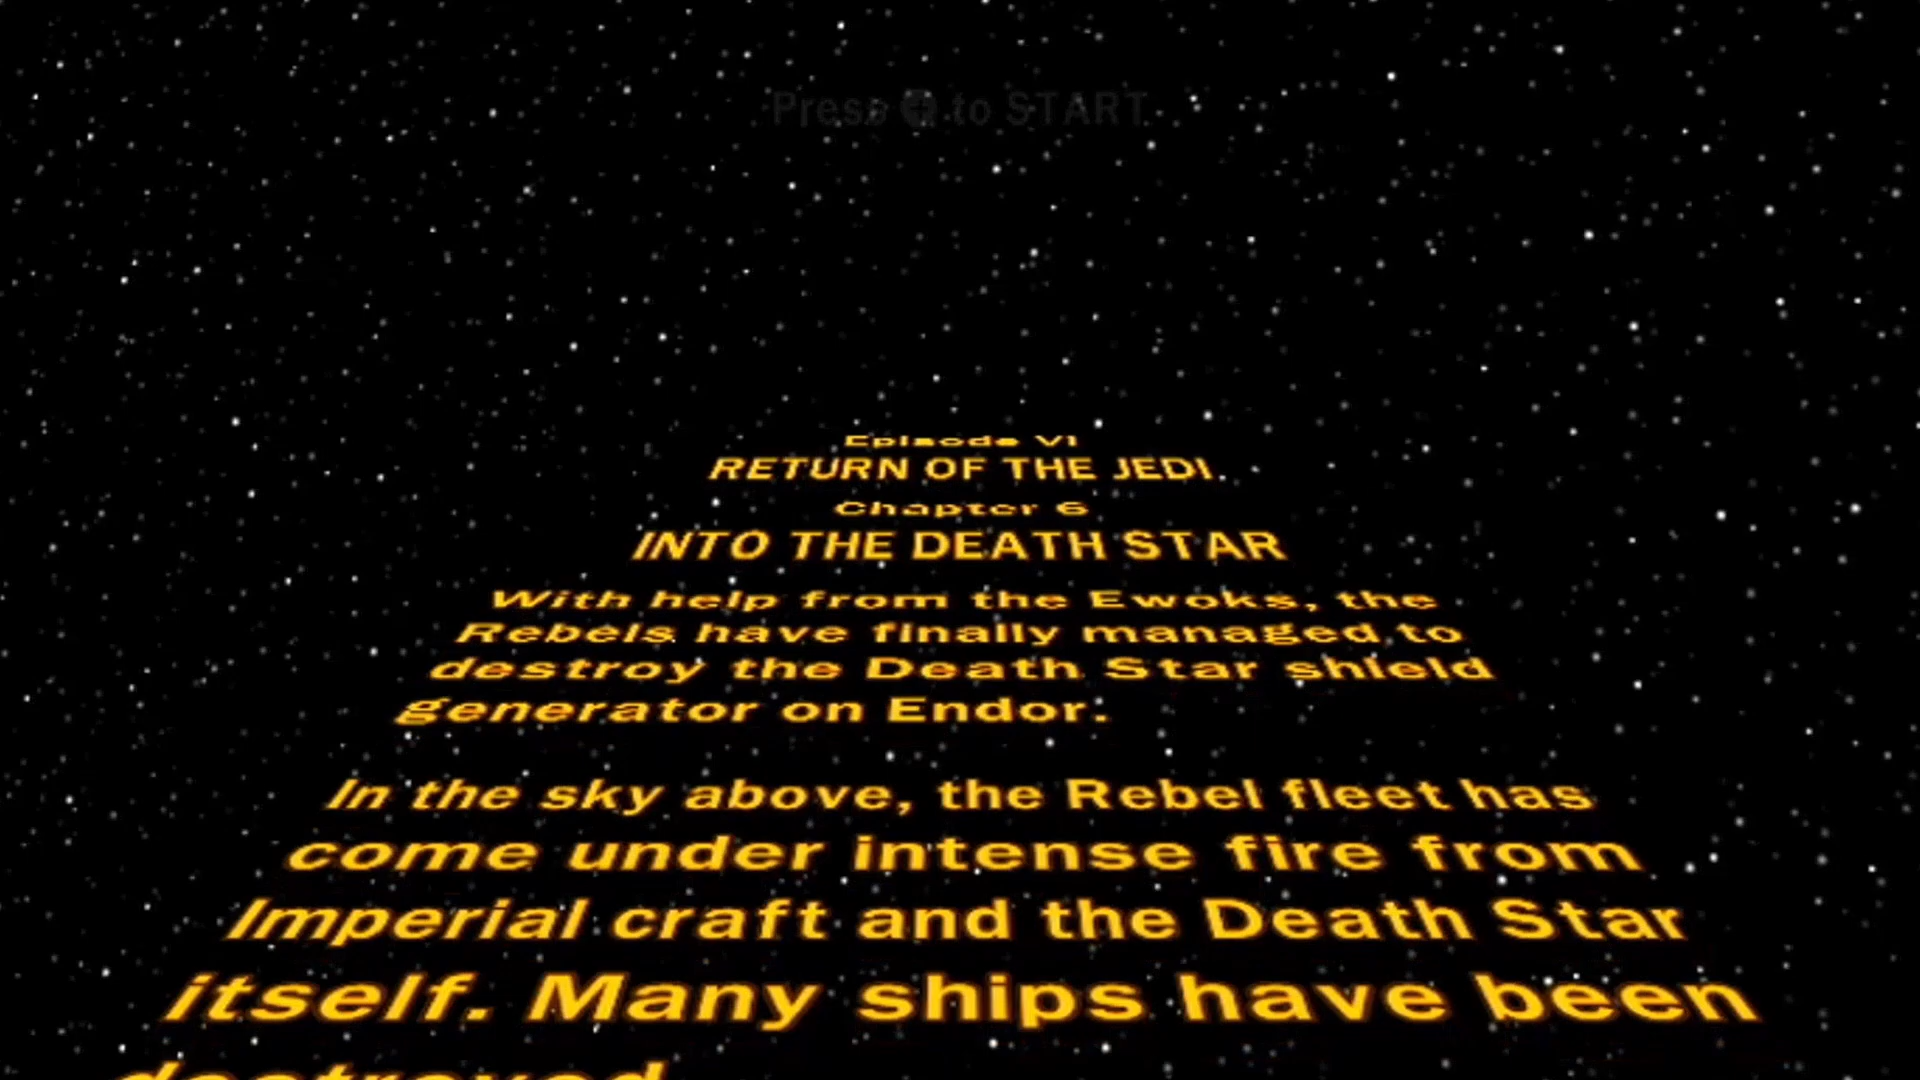 Press + to START
Episode VI
RETURN OF THE JEDI
Chapter 6
INTO THE DEATH STAR
With help from the Ewoks, the
Rebels have finally managed to
destroy the Death Star shield
generator on Endor.
In the sky above, the Rebel fleet has
come under intense fire from
Imperial craft and the Death Star
itself. Many ships have been
destroyed